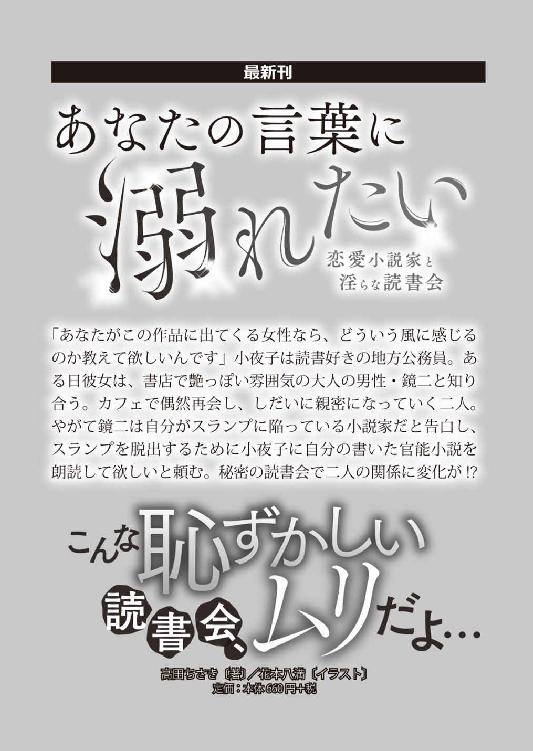 最新刊
あなたの言葉に
溺れたい
恋愛小説家と
淫らな読書会
「あなたがこの作品に出てくる女性なら、どういう風に感じる
のか教えて欲しいんです」小夜子は読書好きの地方公務員。あ
る日彼女は、書店で艶っぽい雰囲気の大人の男性・鏡二と知り
合う。カフェで偶然再会し、しだいに親密になっていく二人。
やがて鏡二は自分がスランプに陥っている小説家だと告白し、
スランプを脱出するために小夜子に自分の書いた官能小説を
朗読して欲しいと頼む。秘密の読書会で二人の関係に変化が!?
こんな恥ずかしい
読書会、ムリだよ…
高田ちさき〔著〕/花本八満〔イラスト〕
定価：本体660円+税